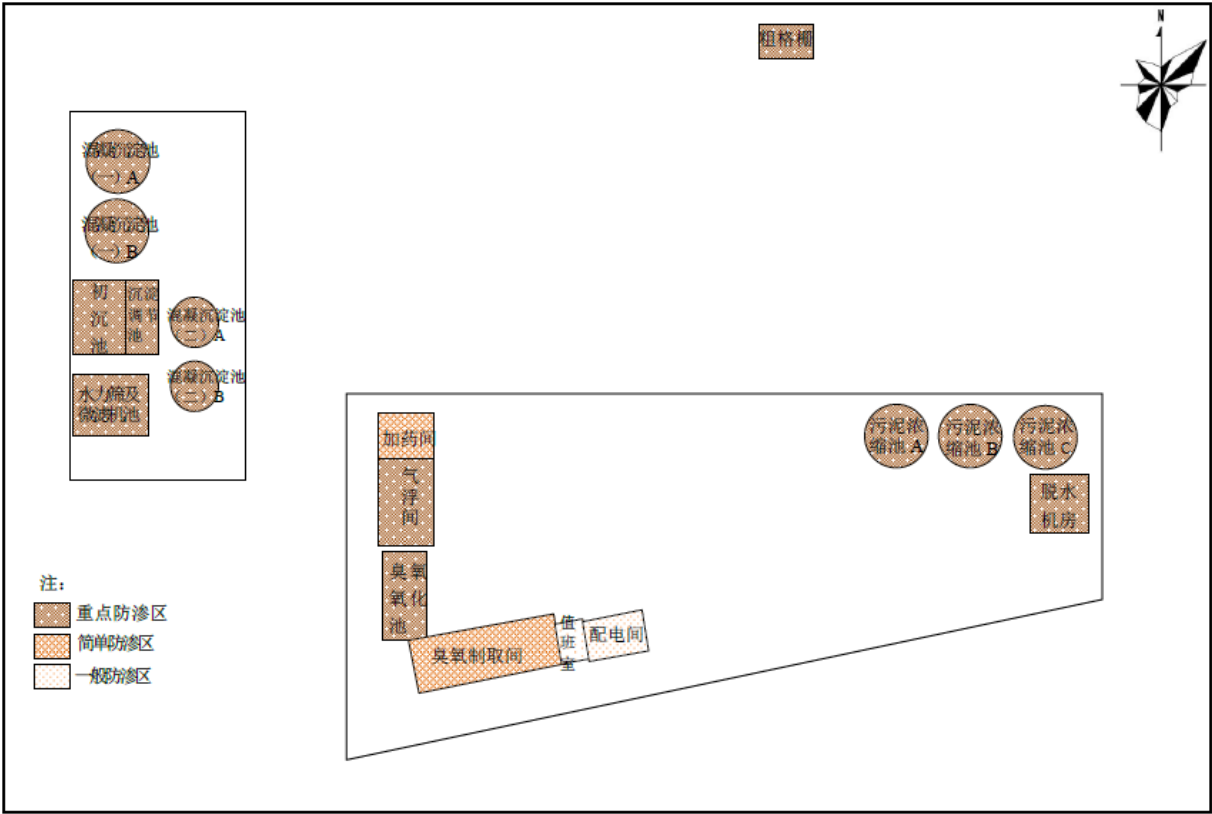 N
粗格栅
混凝沉淀池
（一）A
混凝沉淀池
（一）B
初
沉
池
沉淀
调节
池
混凝沉淀池
（二）A
混凝沉淀池
（二）B
水力筛及
微滤机池
加药间
气
浮
间
臭氧
氧化
池
臭氧制取间
值
班
室
配电间
污泥浓
缩池 A
污泥浓
缩池 B
污泥浓
缩池 C
脱水
机房
注：
重点防渗区
简单防渗区
一般防渗区